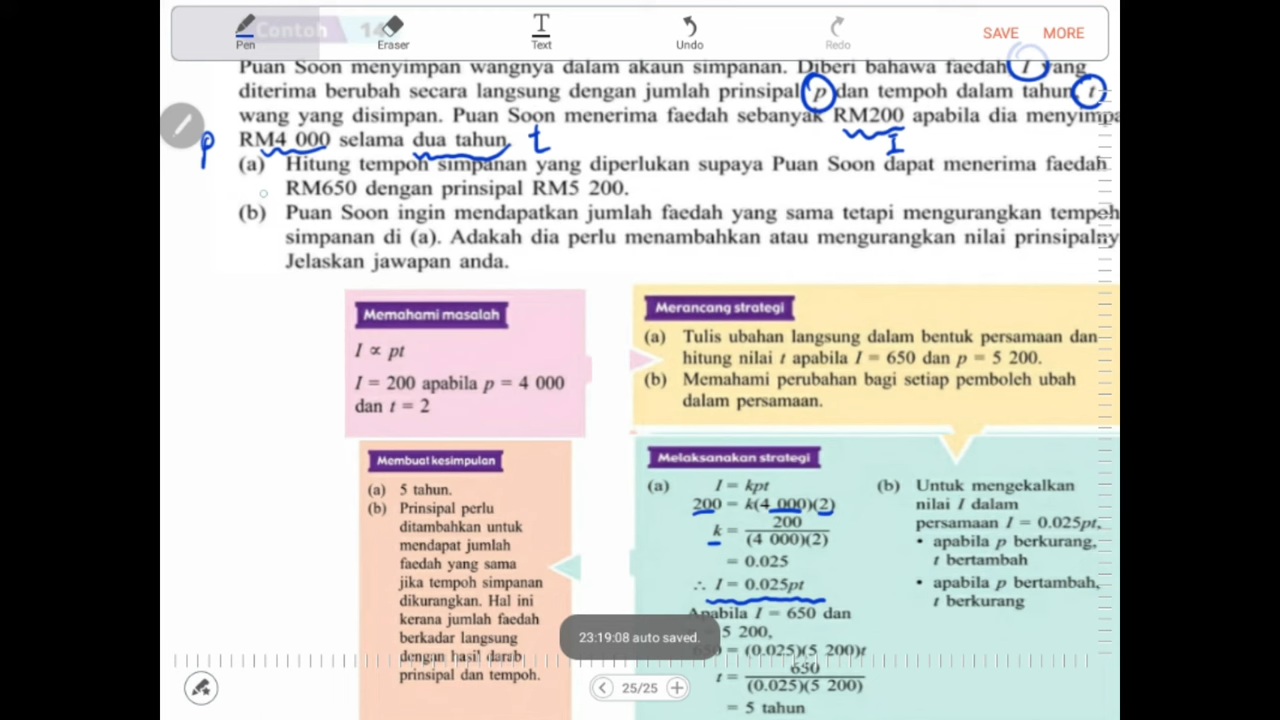 Contoh 14
Pen
Eraser
Text
Undo
Redo
SAVE
MORE
Puan Soon menyimpan wangnya dalam akaun simpanan. Diberi bahawa faedah I yang
diterima berubah secara langsung dengan jumlah prinsipal p dan tempoh dalam tahun, t
wang yang disimpan. Puan Soon menerima faedah sebanyak RM200 apabila dia menyimpa
p RM4 000 selama dua tahun. t I
(a) Hitung tempoh simpanan yang diperlukan supaya Puan Soon dapat menerima faedah
RM650 dengan prinsipal RM5 200.
(b) Puan Soon ingin mendapatkan jumlah faedah yang sama tetapi mengurangkan tempoh
simpanan di (a). Adakah dia perlu menambahkan atau mengurangkan nilai prinsipalny
Jelaskan jawapan anda.
Memahami masalah
I ∝ pt
I = 200 apabila p = 4 000
dan t = 2
Merancang strategi
(a) Tulis ubahan langsung dalam bentuk persamaan dan
hitung nilai t apabila I = 650 dan p = 5 200.
(b) Memahami perubahan bagi setiap pemboleh ubah
dalam persamaan.
Membuat kesimpulan
(a) 5 tahun.
(b) Prinsipal perlu
ditambahkan untuk
mendapat jumlah
faedah yang sama
jika tempoh simpanan
dikurangkan. Hal ini
kerana jumlah faedah
berkadar langsung
dengan hasil darab
prinsipal dan tempoh.
Melaksanakan strategi
(a) I = kpt
200 = k(4 000)(2)
k = 200
(4 000)(2)
= 0.025
∴ I = 0.025pt
Apabila I = 650 dan
= 5 200,
650 = (0.025)(5 200)t
t = 650
(0.025)(5 200)
= 5 tahun
(b) Untuk mengekalkan
nilai I dalam
persamaan I = 0.025pt,
• apabila p berkurang,
t bertambah
• apabila p bertambah,
t berkurang
23:19:08 auto saved.
25/25